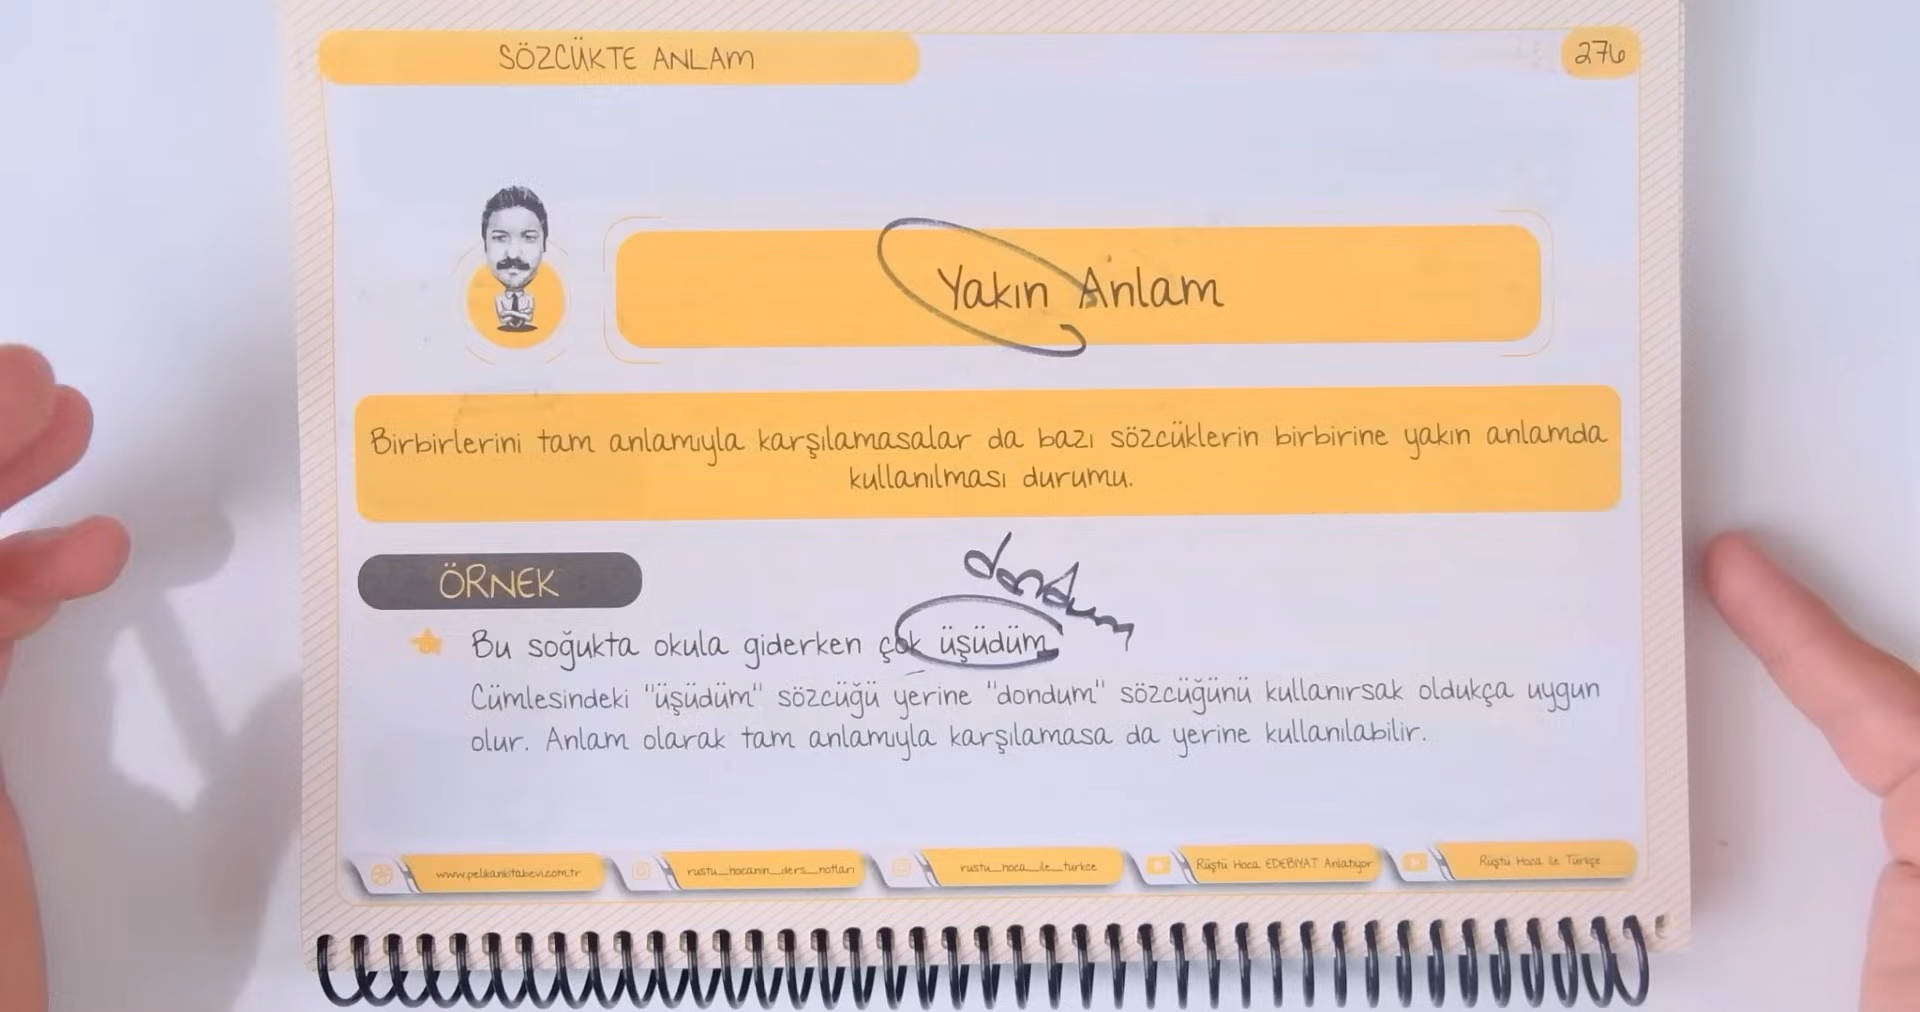 SÖZCÜKTE ANLAM
276
Yakın Anlam
Birbirlerini tam anlamıyla karşılamasalar da bazı sözcüklerin birbirine yakın anlamda
kullanılması durumu.
ÖRNEK
dondum
Bu soğukta okula giderken çok üşüdüm.
Cümlesindeki "üşüdüm" sözcüğü yerine "dondum" sözcüğünü kullanırsak oldukça uygun
olur. Anlam olarak tam anlamıyla karşılamasa da yerine kullanılabilir.
www.pelikankitabevi.com.tr
rustu_hocanin_ders_notlari
rustu_hoca_ile_turkce
Rüştü Hoca EDEBİYAT Anlatıyor
Rüştü Hoca ile Türkçe